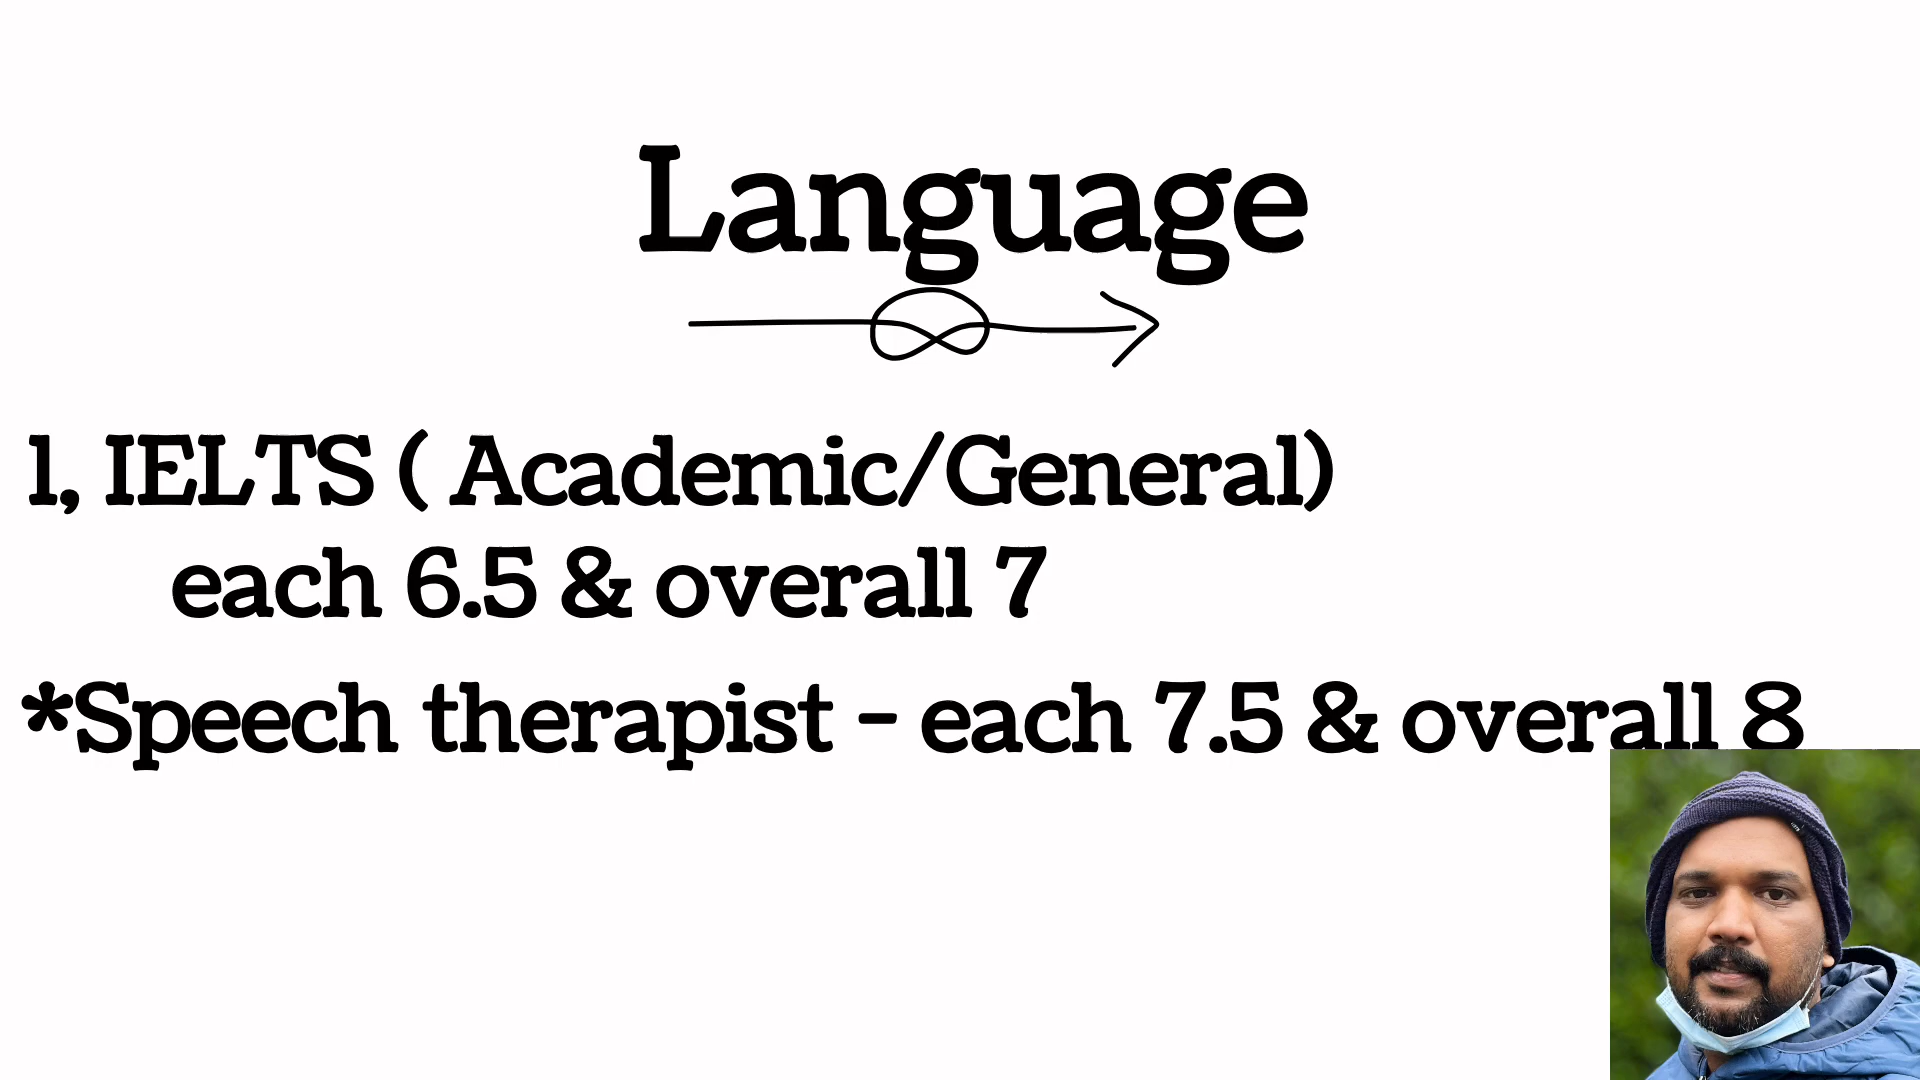 Language
1, IELTS ( Academic/General)
each 6.5 & overall 7
*Speech therapist - each 7.5 & overall 8